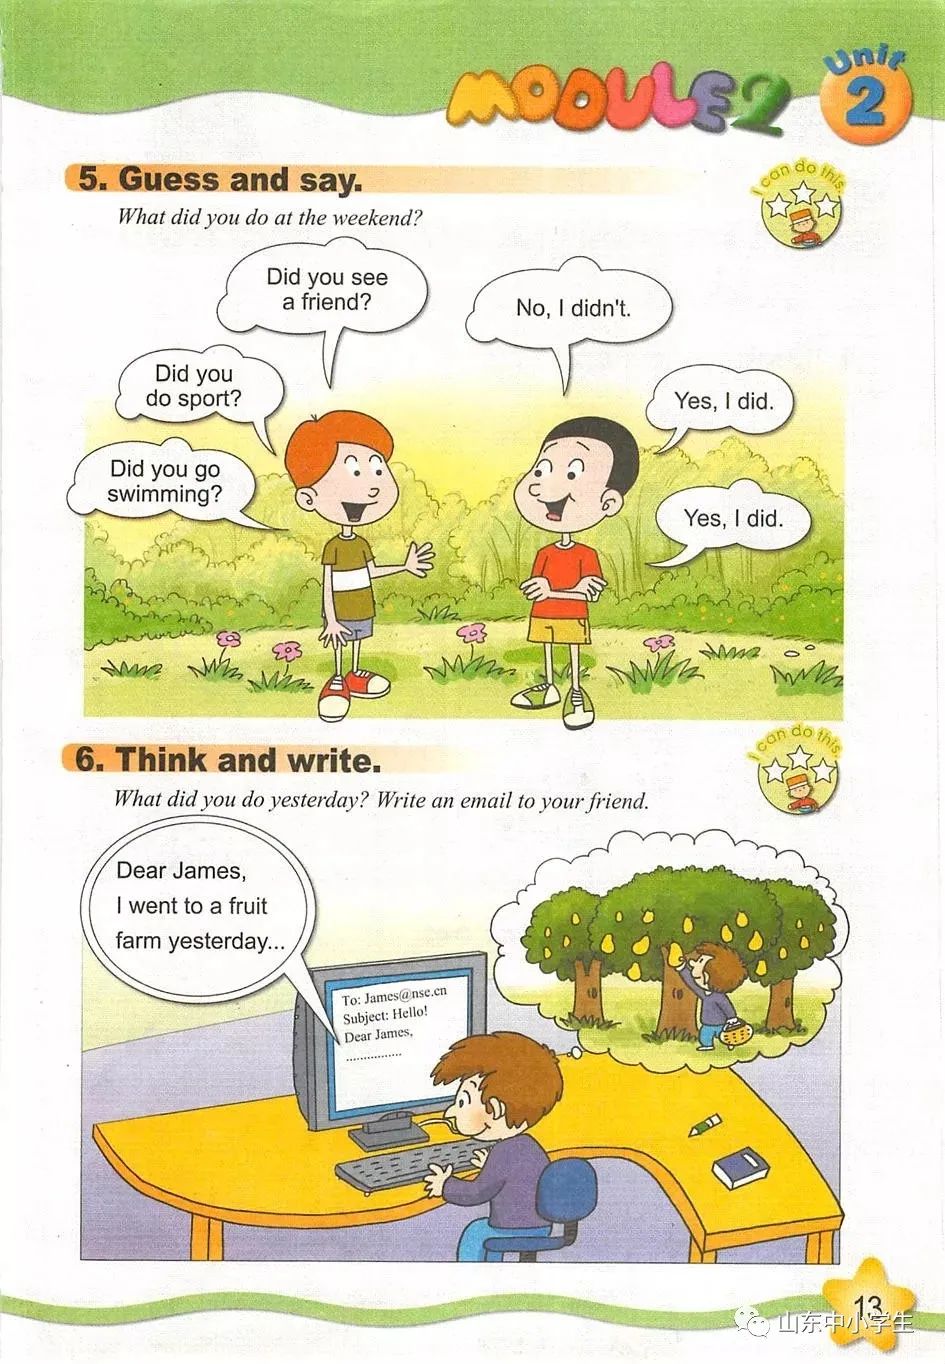 MODULE 2
Unit
2
5. Guess and say.
I can do this.
What did you do at the weekend?
Did you see
a friend?
No, I didn't.
Did you
do sport?
Yes, I did.
Did you go
swimming?
Yes, I did.
6. Think and write.
I can do this.
What did you do yesterday? Write an email to your friend.
Dear James,
I went to a fruit
farm yesterday...
To: James@nse.cn
Subject: Hello!
Dear James,
................
13
山东中小学生